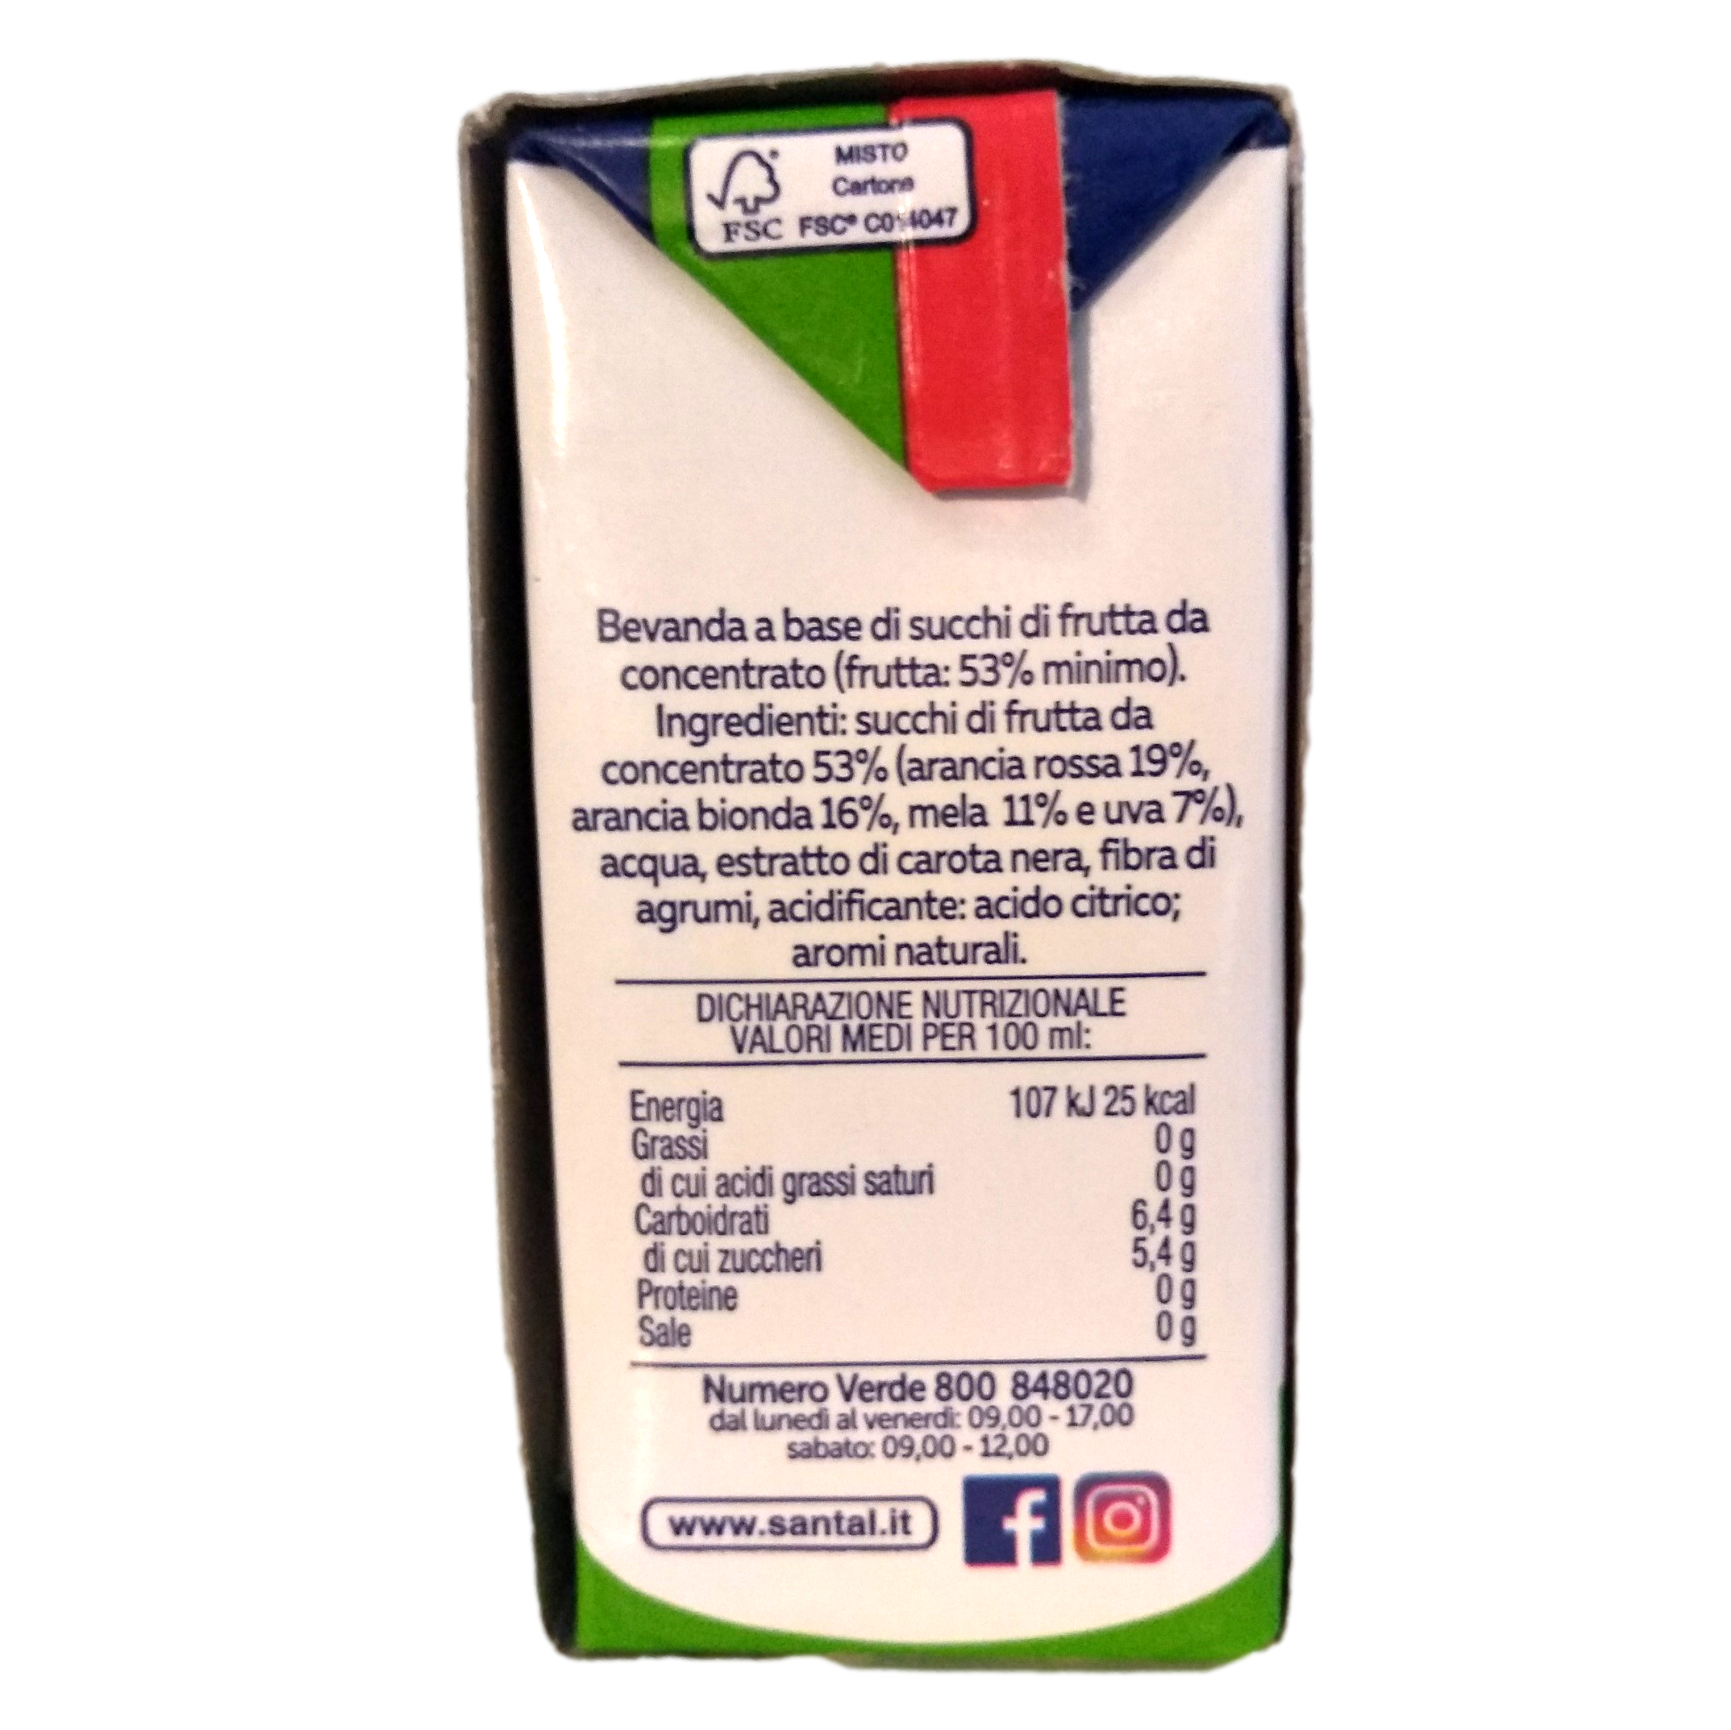 MISTO
Cartone
FSC FSC® C014047
Bevanda a base di succhi di frutta da
concentrato (frutta: 53% minimo).
Ingredienti: succhi di frutta da
concentrato 53% (arancia rossa 19%,
arancia bionda 16%, mela 11% e uva 7%),
acqua, estratto di carota nera, fibra di
agrumi, acidificante: acido citrico;
aromi naturali.
DICHIARAZIONE NUTRIZIONALE
VALORI MEDI PER 100 ml:
Energia 107 kJ 25 kcal
Grassi 0 g
di cui acidi grassi saturi 0 g
Carboidrati 6,4 g
di cui zuccheri 5,4 g
Proteine 0 g
Sale 0 g
Numero Verde 800 848020
dal lunedì al venerdì: 09,00 - 17,00
sabato: 09,00 - 12,00
www.santal.it